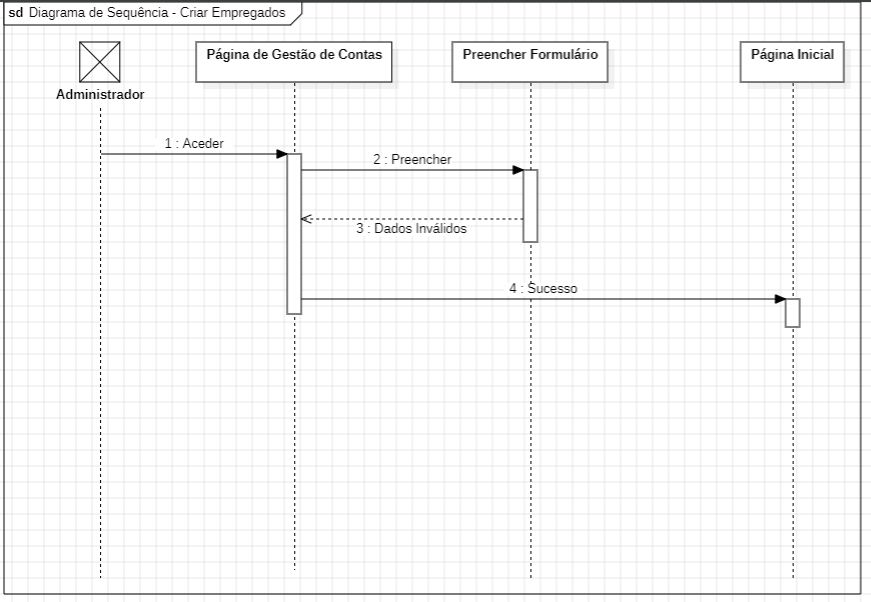 sd Diagrama de Sequência - Criar Empregados
Página de Gestão de Contas
Preencher Formulário
Página Inicial
Administrador
1 : Aceder
2 : Preencher
3 : Dados Inválidos
4 : Sucesso